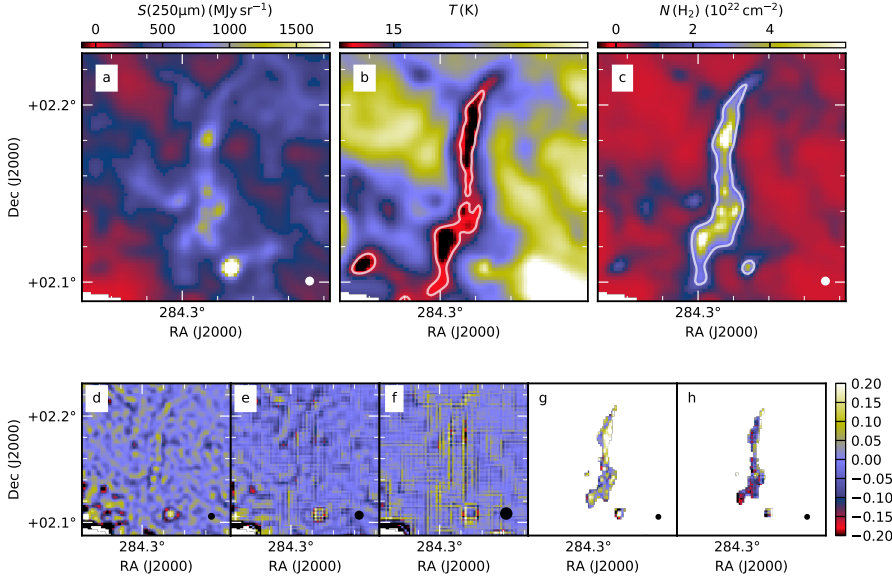 S(250μm) (MJy sr⁻¹) T (K) N (H₂) (10²² cm⁻²)
0 500 1000 1500 15 0 2 4
a b c
+02.2°
+02.1°
Dec (J2000)
284.3° 284.3° 284.3°
RA (J2000) RA (J2000) RA (J2000)
d e f g h
+02.2°
+02.1°
Dec (J2000)
0.20
0.15
0.10
0.05
0.00
−0.05
−0.10
−0.15
−0.20
284.3° 284.3° 284.3° 284.3° 284.3°
RA (J2000) RA (J2000) RA (J2000) RA (J2000) RA (J2000)